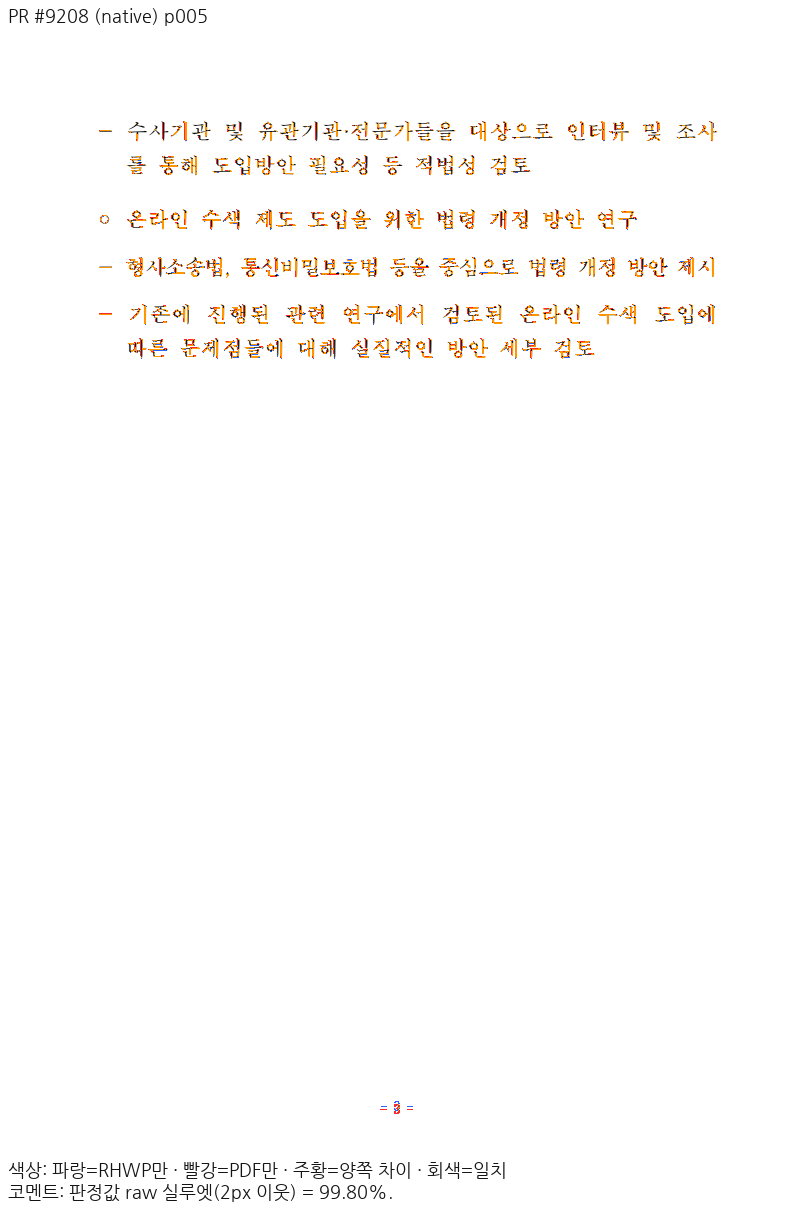 PR #9208 (native) p005
- 수사기관 및 유관기관·전문가들을 대상으로 인터뷰 및 조사
를 통해 도입방안 필요성 등 적법성 검토
○ 온라인 수색 제도 도입을 위한 법령 개정 방안 연구
- 형사소송법, 통신비밀보호법 등을 중심으로 법령 개정 방안 제시
- 기존에 진행된 관련 연구에서 검토된 온라인 수색 도입에
따른 문제점들에 대해 실질적인 방안 세부 검토
색상: 파랑=RHWP만 · 빨강=PDF만 · 주황=양쪽 차이 · 회색=일치
코멘트: 판정값 raw 실루엣(2px 이웃) = 99.80%.